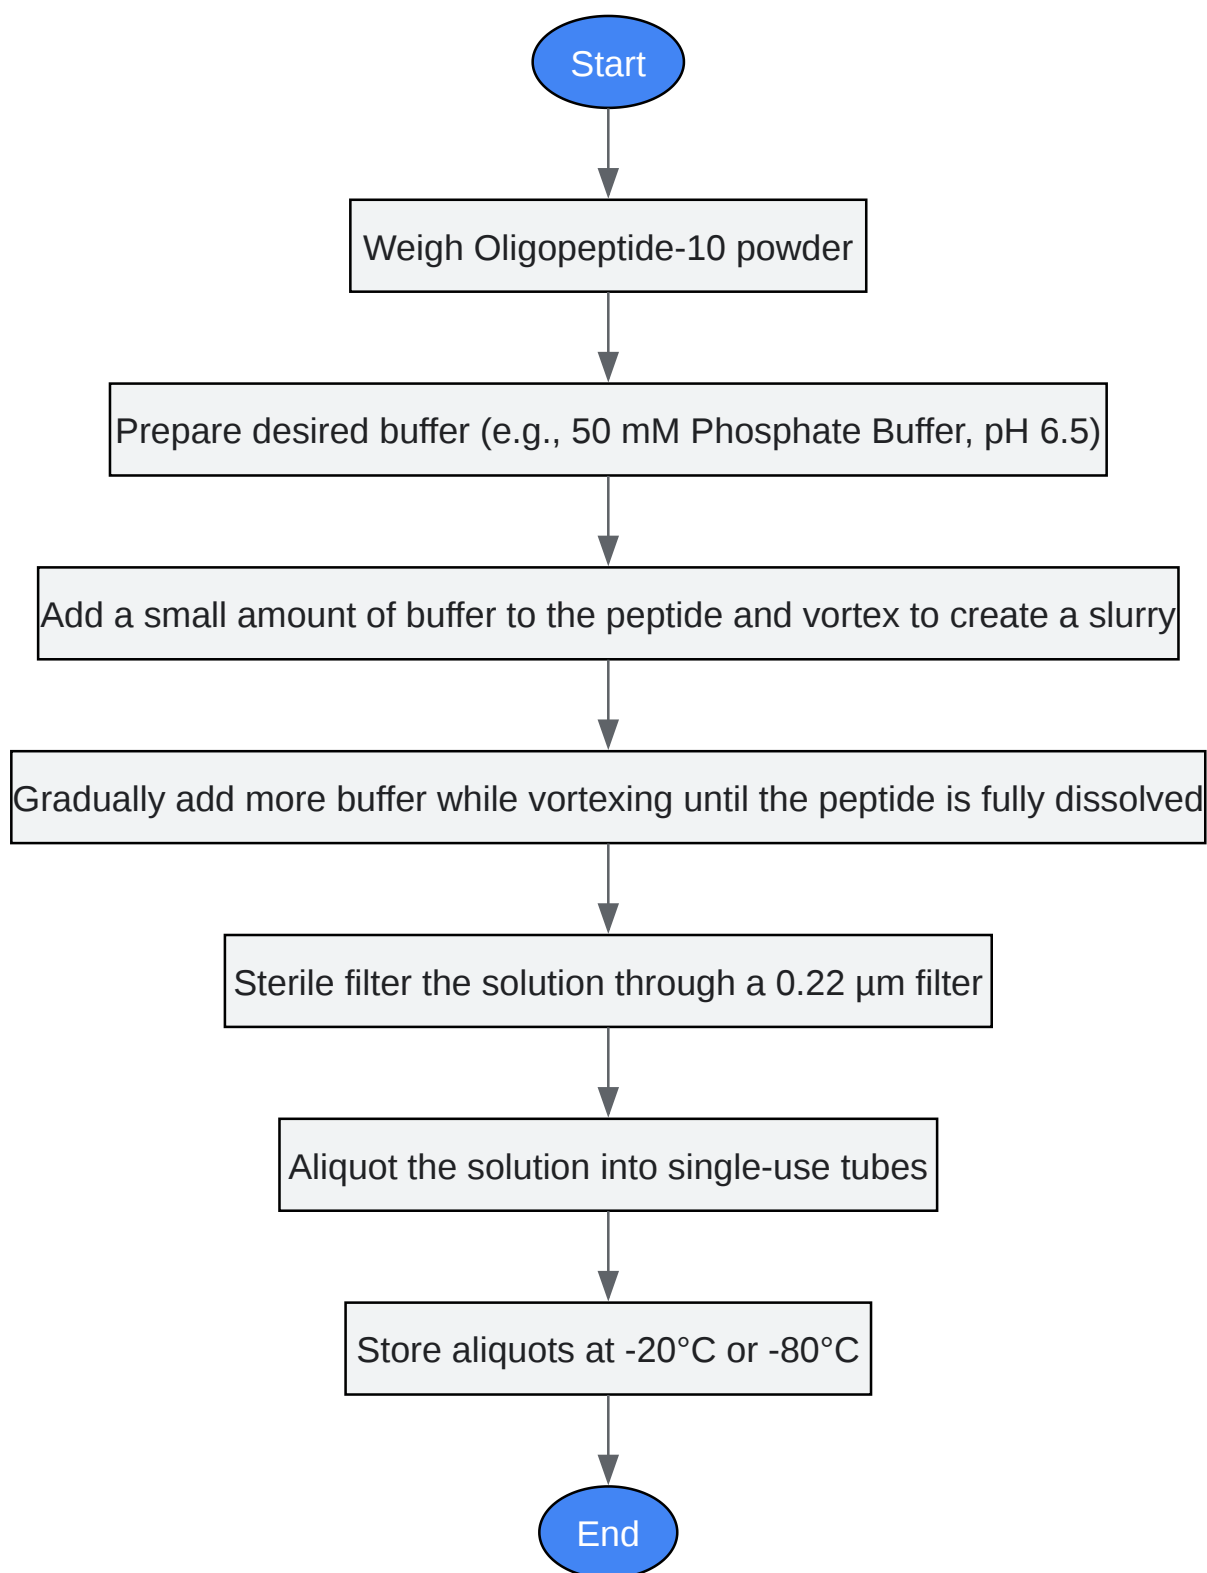 Start
Weigh Oligopeptide-10 powder
Prepare desired buffer (e.g., 50 mM Phosphate Buffer, pH 6.5)
Add a small amount of buffer to the peptide and vortex to create a slurry
Gradually add more buffer while vortexing until the peptide is fully dissolved
Sterile filter the solution through a 0.22 µm filter
Aliquot the solution into single-use tubes
Store aliquots at -20°C or -80°C
End